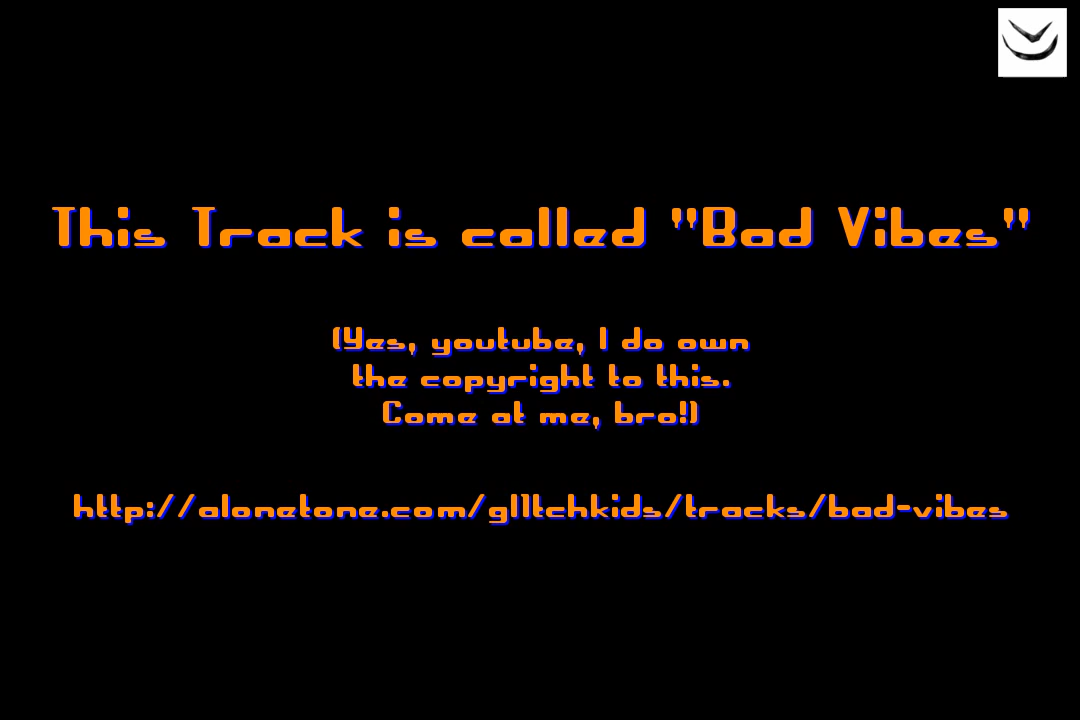 This Track is called "Bad Vibes"
(Yes, youtube, I do own
the copyright to this.
Come at me, bro!)
http://alonetone.com/gl1tchkids/tracks/bad-vibes